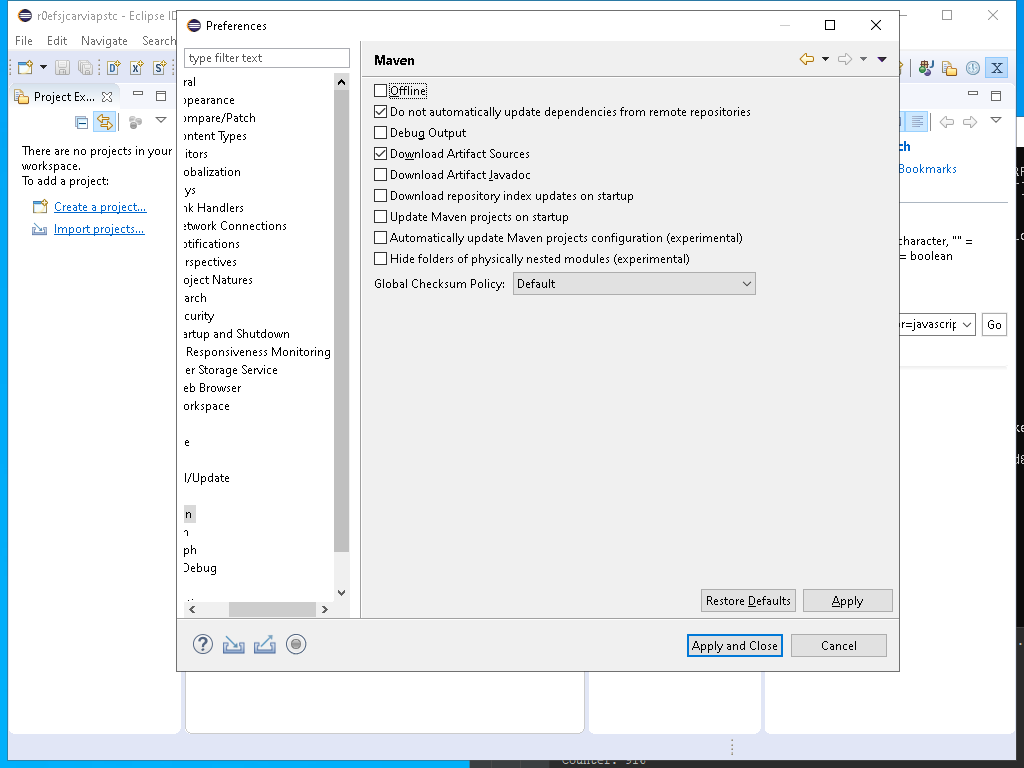 r0efsjcarviapstc - Eclipse ID
Preferences
File Edit Navigate Search
type filter text
Maven
Project Ex...
There are no projects in your
workspace.
To add a project:
Create a project...
Import projects...
ral
ppearance
ompare/Patch
ontent Types
itors
obalization
ys
nk Handlers
etwork Connections
otifications
rspectives
oject Natures
arch
curity
artup and Shutdown
Responsiveness Monitoring
er Storage Service
eb Browser
orkspace
e
l/Update
n
n
ph
Debug
Offline
Do not automatically update dependencies from remote repositories
Debug Output
Download Artifact Sources
Download Artifact Javadoc
Download repository index updates on startup
Update Maven projects on startup
Automatically update Maven projects configuration (experimental)
Hide folders of physically nested modules (experimental)
Global Checksum Policy: Default
Restore Defaults Apply
Apply and Close Cancel
ch
Bookmarks
character, "" =
= boolean
or=javascrip Go
Counter: 916